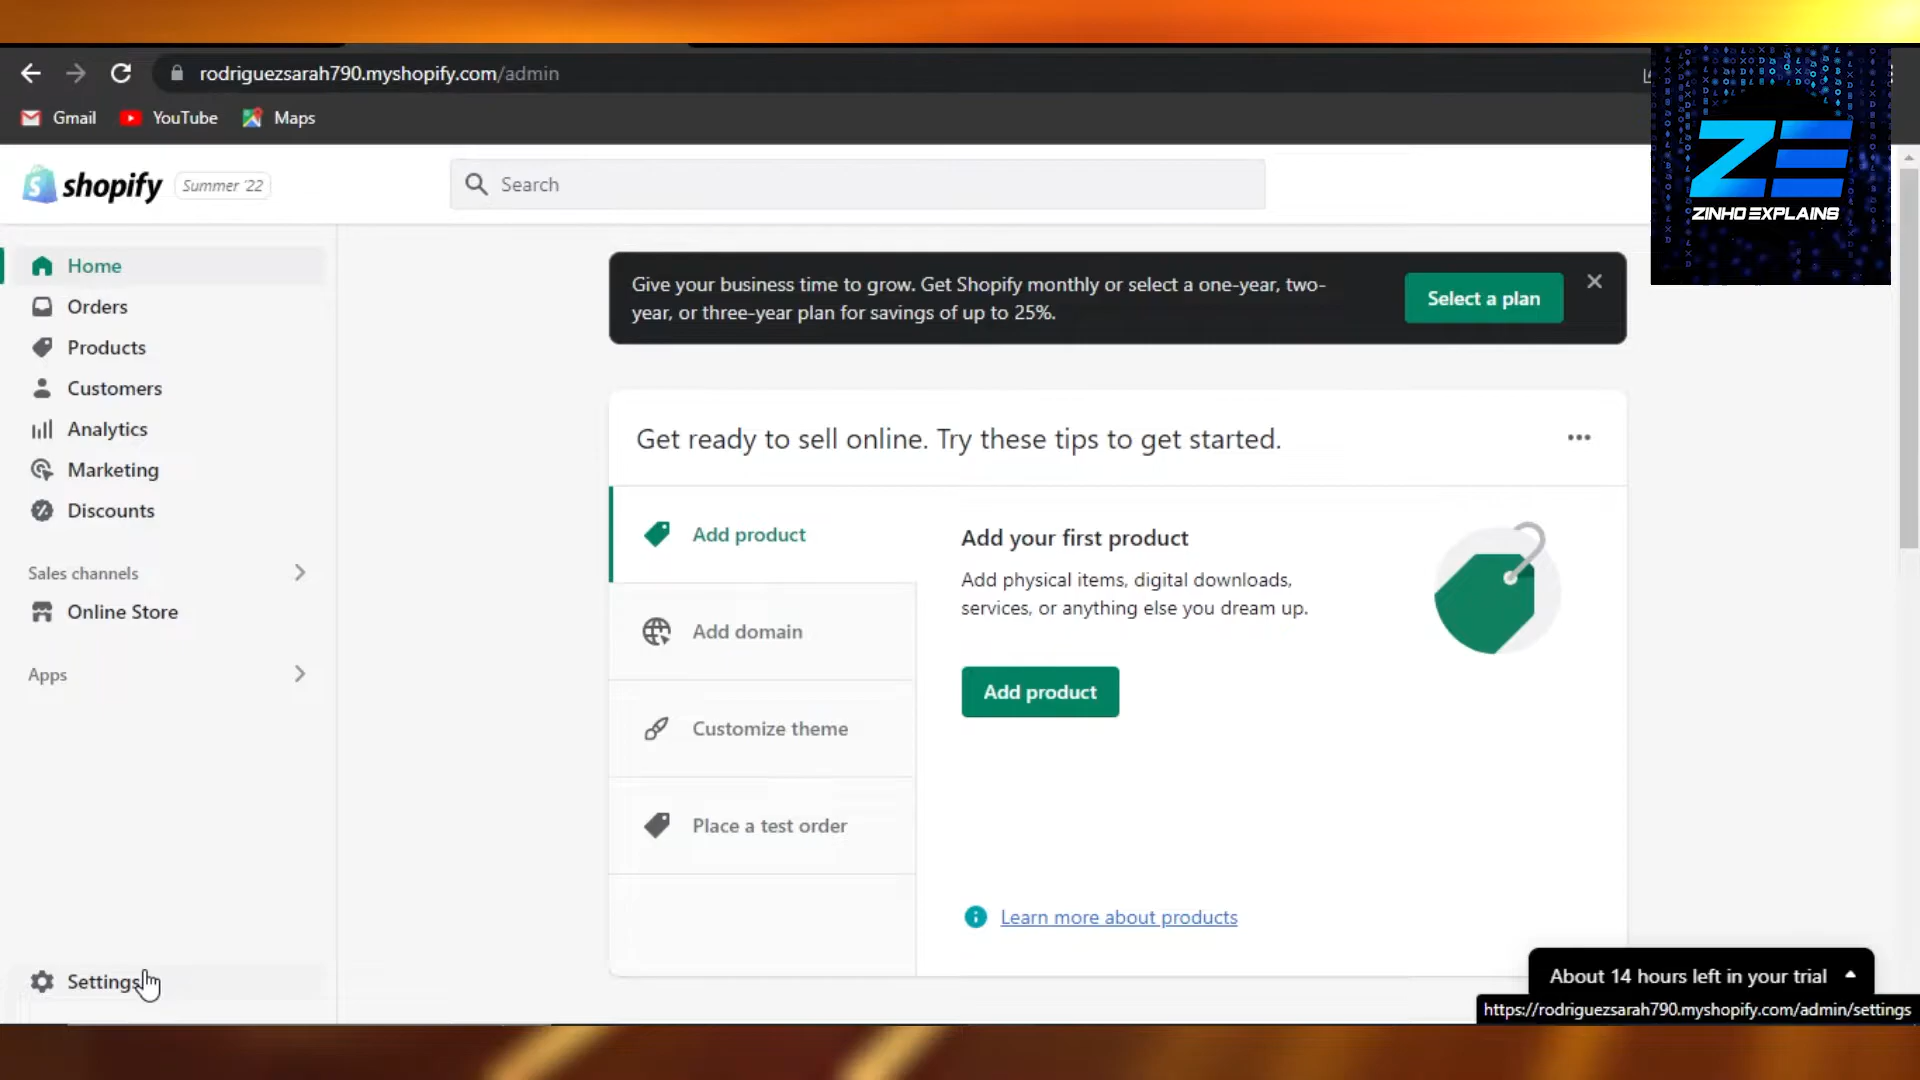 rodriguezsarah790.myshopify.com/admin
Gmail
YouTube
Maps
ZE
ZINHO EXPLAINS
shopify
Summer '22
Search
Home
Orders
Products
Customers
Analytics
Marketing
Discounts
Sales channels
Online Store
Apps
Settings
Give your business time to grow. Get Shopify monthly or select a one-year, two-
year, or three-year plan for savings of up to 25%.
Select a plan
Get ready to sell online. Try these tips to get started.
Add product
Add domain
Customize theme
Place a test order
Add your first product
Add physical items, digital downloads,
services, or anything else you dream up.
Add product
Learn more about products
About 14 hours left in your trial
https://rodriguezsarah790.myshopify.com/admin/settings